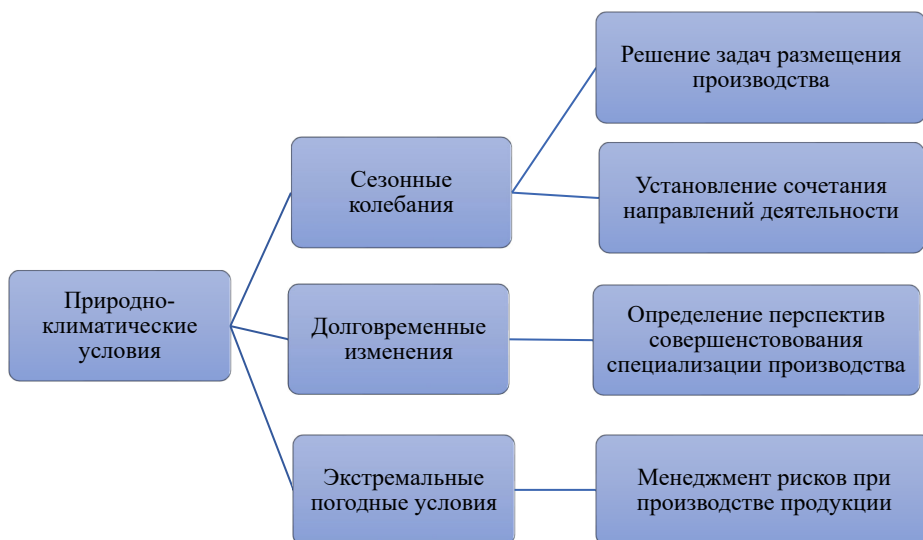 Решение задач размещения
производства
Сезонные
колебания
Установление сочетания
направлений деятельности
Природно-
климатические
условия
Долговременные
изменения
Определение перспектив
совершенстовования
специализации производства
Экстремальные
погодные условия
Менеджмент рисков при
производстве продукции